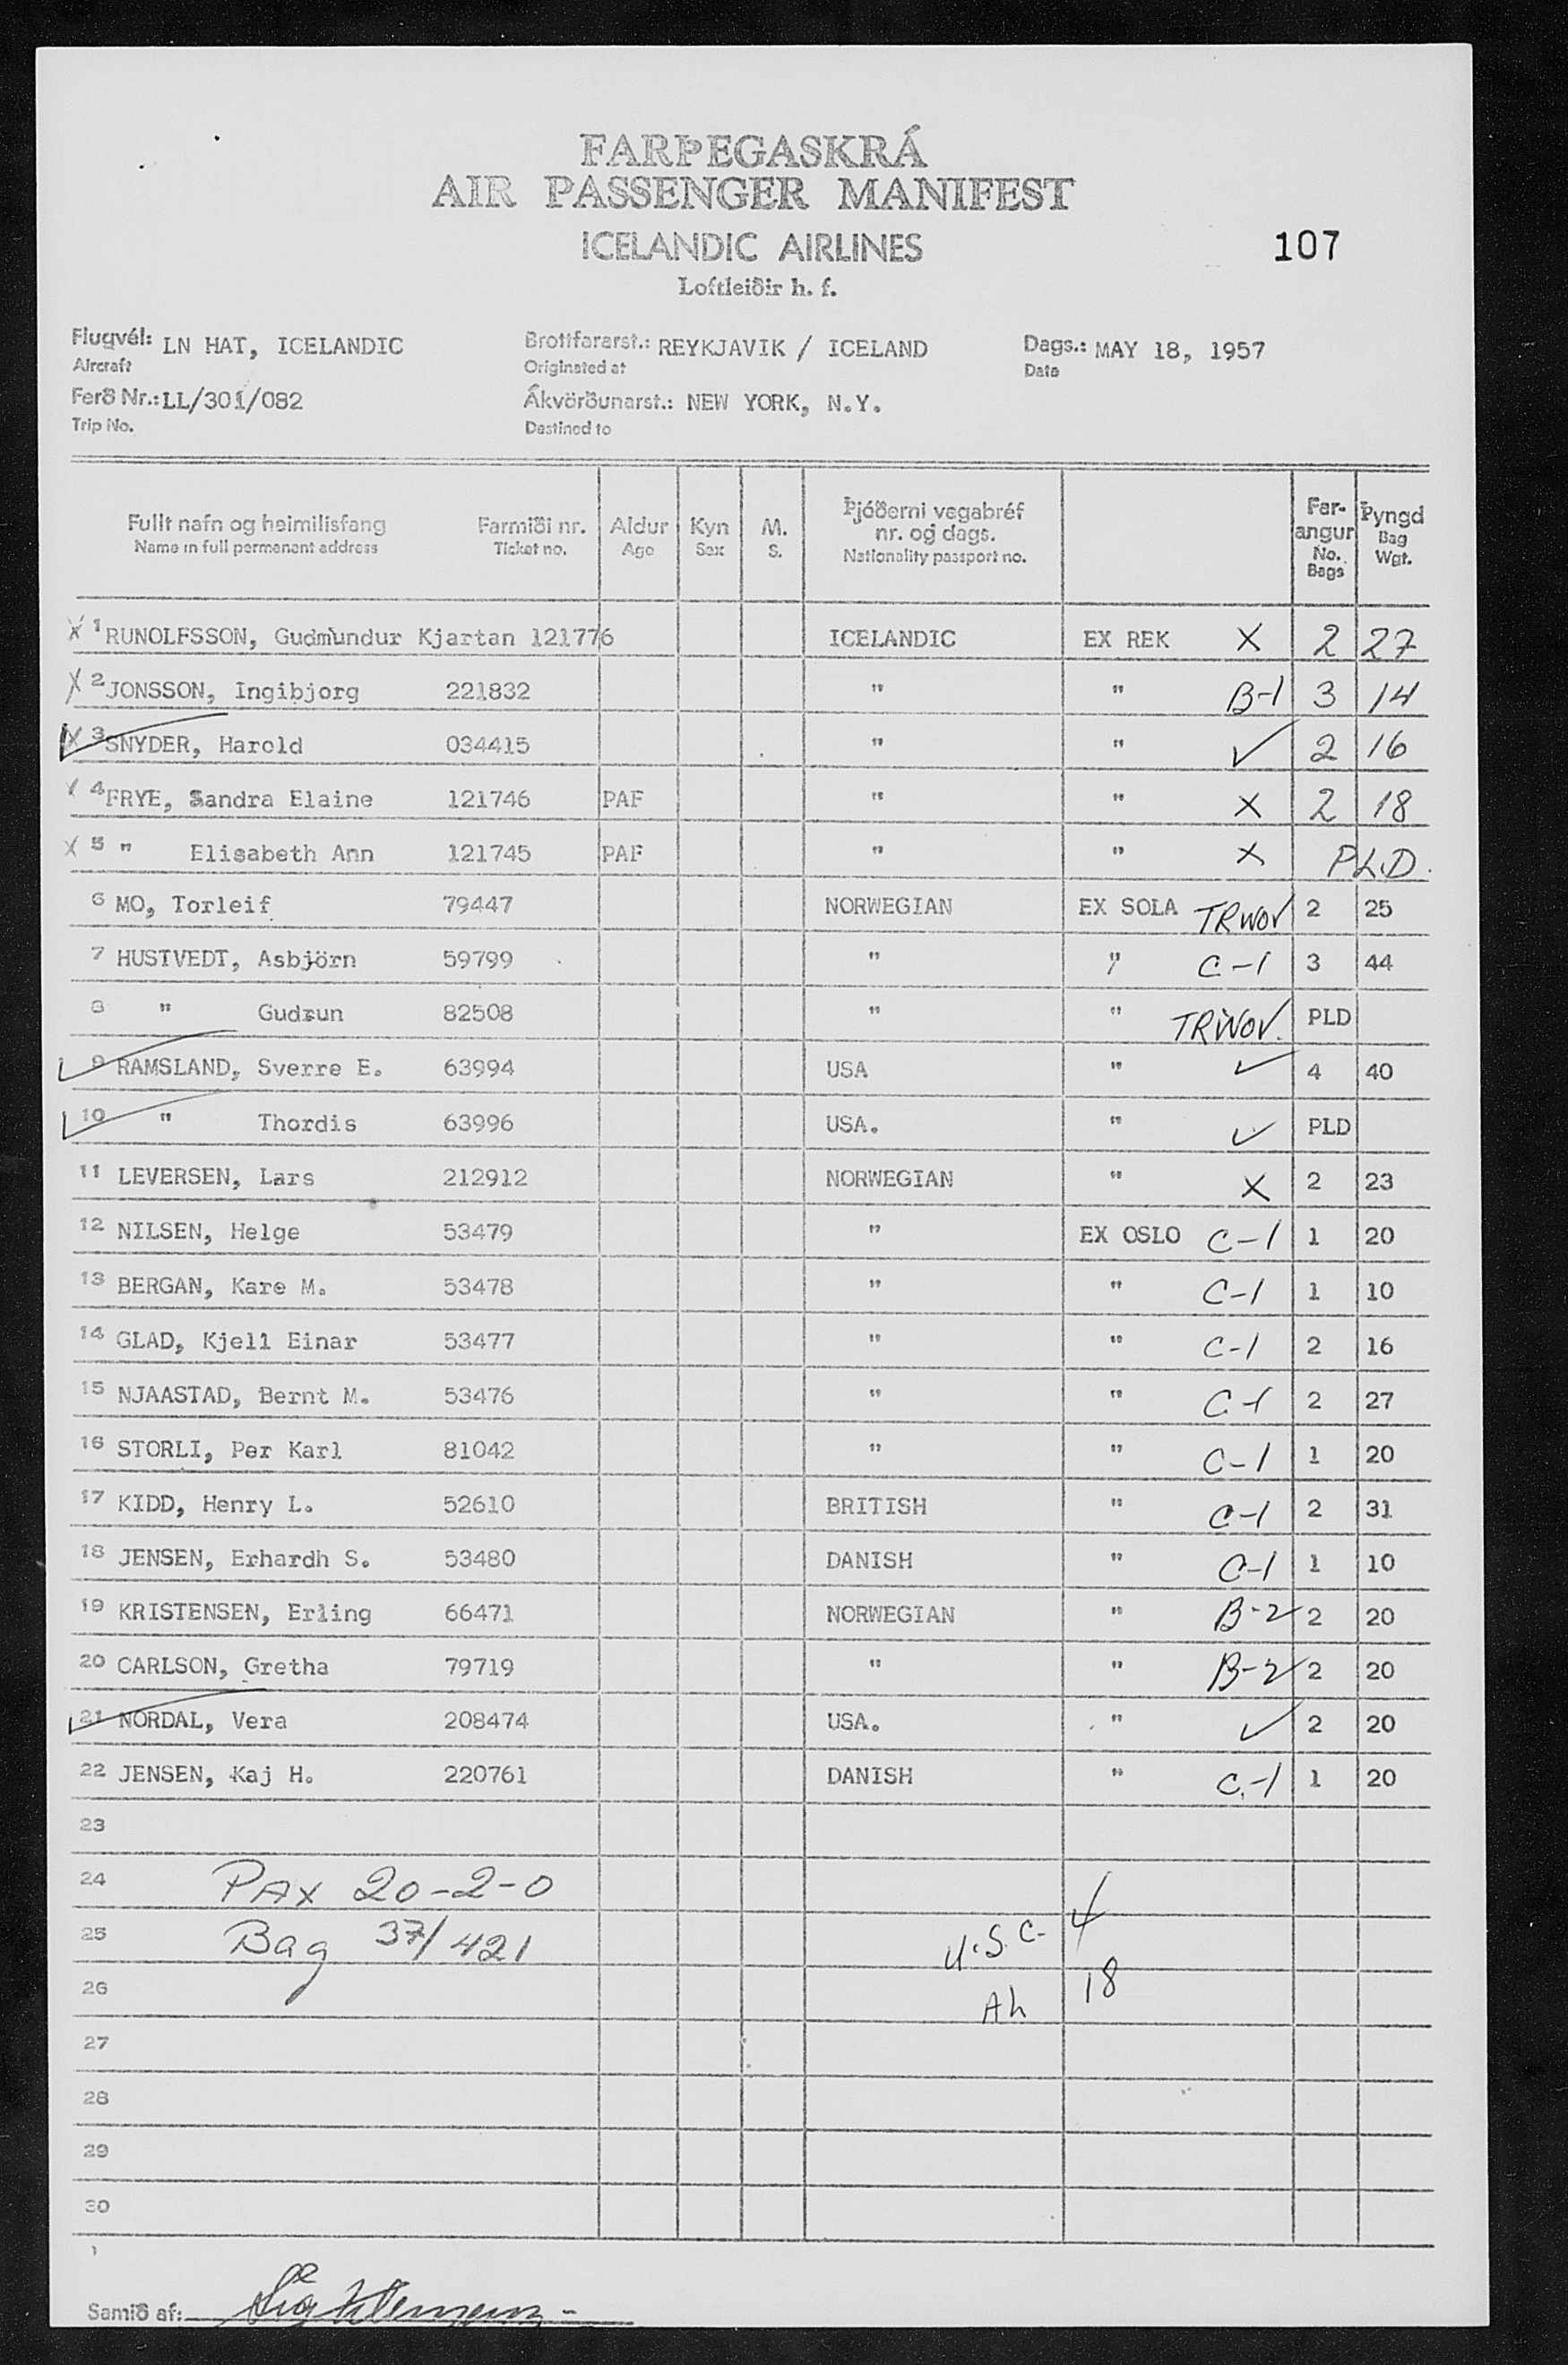 FARÞEGASKRÁ
AIR PASSENGER MANIFEST
ICELANDIC AIRLINES
Loftleiðir h. f.
107
Flugvél: LN HAT, ICELANDIC Brottfararst.: REYKJAVIK / ICELAND Dags.: MAY 18, 1957
Aircraft Originated at Date
Ferð Nr.: LL/301/082 Ákvörðunarst.: NEW YORK, N.Y.
Trip No. Destined to
Fullt nafn og heimilisfang Farmiði nr. Aldur Kyn M. Þjóðerni vegabréf nr. og dags. Far-angur Þyngd
Name in full permanent address Ticket no. Age Sex S. Nationality passport no. No. Bags Bag Wgt.
X 1 RUNOLFSSON, Gudmundur Kjartan 121776 ICELANDIC EX REK X 2 27
X 2 JONSSON, Ingibjorg 221832 " " B-1 3 14
X 3 SNYDER, Harold 034415 " " ✓ 2 16
X 4 FRYE, Sandra Elaine 121746 PAF " " X 2 18
X 5 " Elisabeth Ann 121745 PAF " " X PLD.
6 MO, Torleif 79447 NORWEGIAN EX SOLA TRWOV 2 25
7 HUSTVEDT, Asbjörn 59799 " " C-1 3 44
8 " Gudrun 82508 " " TRWOV. PLD
✓ 9 RAMSLAND, Sverre E. 63994 USA " ✓ 4 40
✓ 10 " Thordis 63996 USA. " ✓ PLD
11 LEVERSEN, Lars 212912 NORWEGIAN " X 2 23
12 NILSEN, Helge 53479 " EX OSLO C-1 1 20
13 BERGAN, Kare M. 53478 " " C-1 1 10
14 GLAD, Kjell Einar 53477 " " C-1 2 16
15 NJAASTAD, Bernt M. 53476 " " C-1 2 27
16 STORLI, Per Karl 81042 " " C-1 1 20
17 KIDD, Henry L. 52610 BRITISH " C-1 2 31
18 JENSEN, Erhardh S. 53480 DANISH " C-1 1 10
19 KRISTENSEN, Erling 66471 NORWEGIAN " B-2 2 20
20 CARLSON, Gretha 79719 " " B-2 2 20
✓ 21 NORDAL, Vera 208474 USA. " ✓ 2 20
22 JENSEN, Kaj H. 220761 DANISH " C-1 1 20
23
24 PAX 20-2-0
25 Bag 37/421 U.S.C. 4
26 Ah 18
27
28
29
30
Samið af: